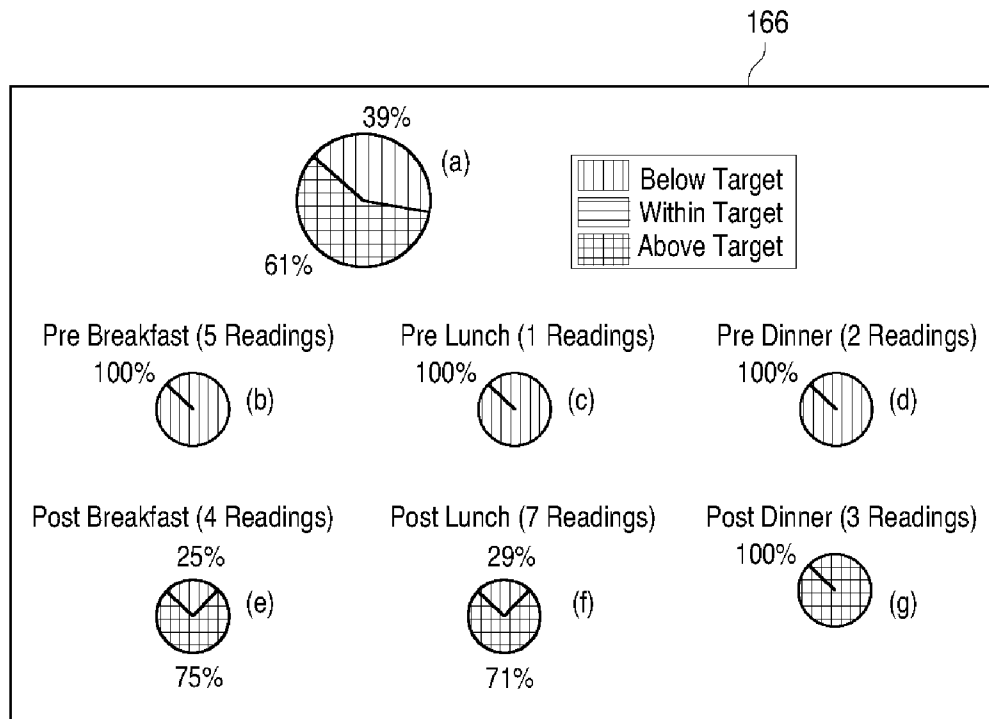 166
39%
(a)
Below Target
Within Target
Above Target
61%
Pre Breakfast (5 Readings)
100%
(b)
Pre Lunch (1 Readings)
100%
(c)
Pre Dinner (2 Readings)
100%
(d)
Post Breakfast (4 Readings)
25%
(e)
75%
Post Lunch (7 Readings)
29%
(f)
71%
Post Dinner (3 Readings)
100%
(g)